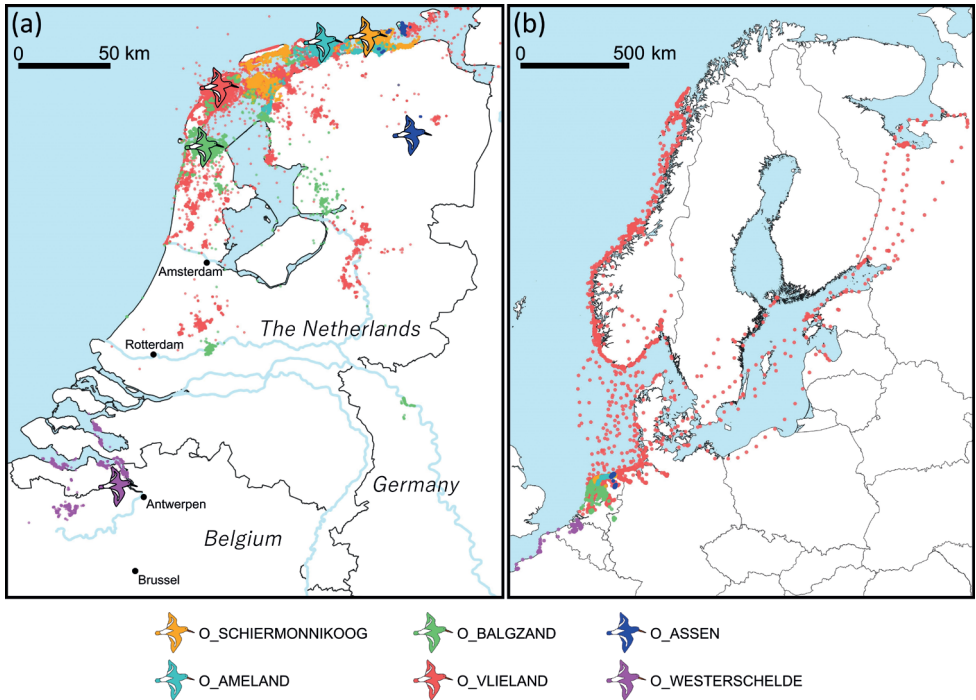 (a)
0 50 km
Amsterdam
The Netherlands
Rotterdam
Germany
Antwerpen
Belgium
Brussel
(b)
0 500 km
O_SCHIERMONNIKOOG
O_BALGZAND
O_ASSEN
O_AMELAND
O_VLIELAND
O_WESTERSCHELDE